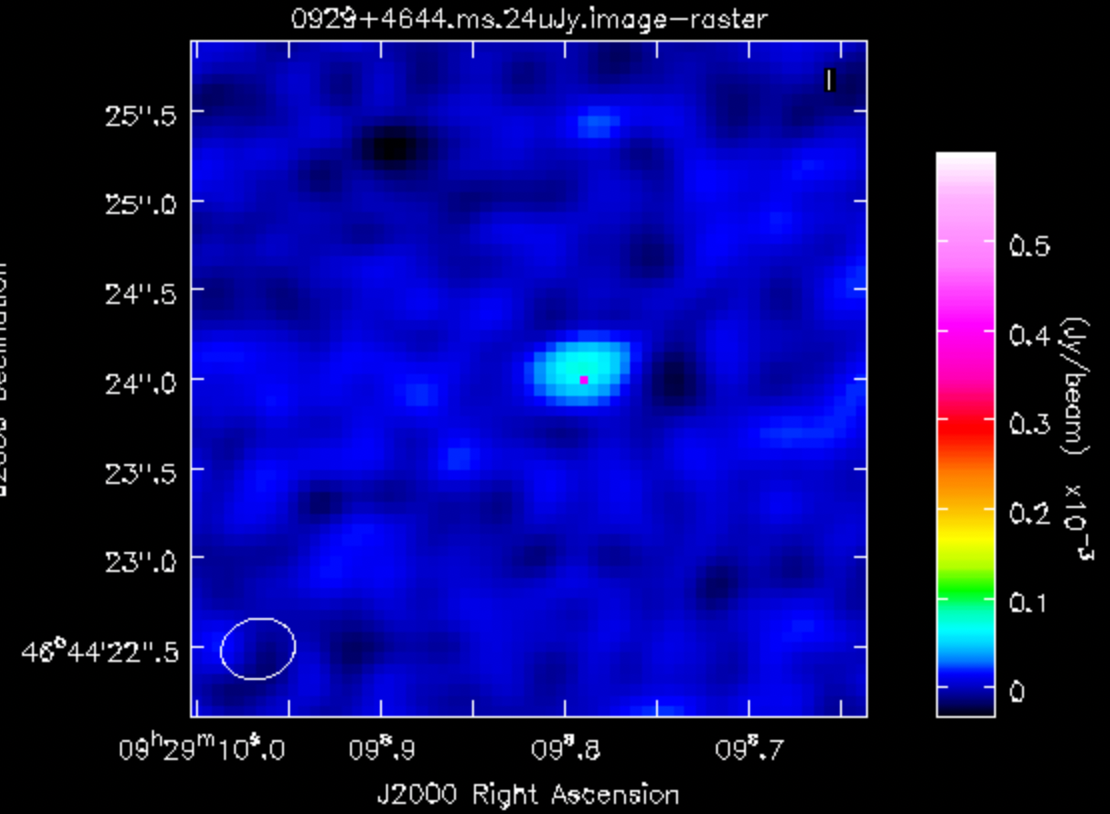 0929+4644.ms.24uJy.image-raster
I
25".5
25".0
24".5
24".0
23".5
23".0
46°44'22".5
J2000 Declination
09ʰ29ᵐ10ˢ.0
09ˢ.9
09ˢ.8
09ˢ.7
J2000 Right Ascension
0.5
0.4
0.3
0.2
0.1
0
(Jy/beam) x10⁻³